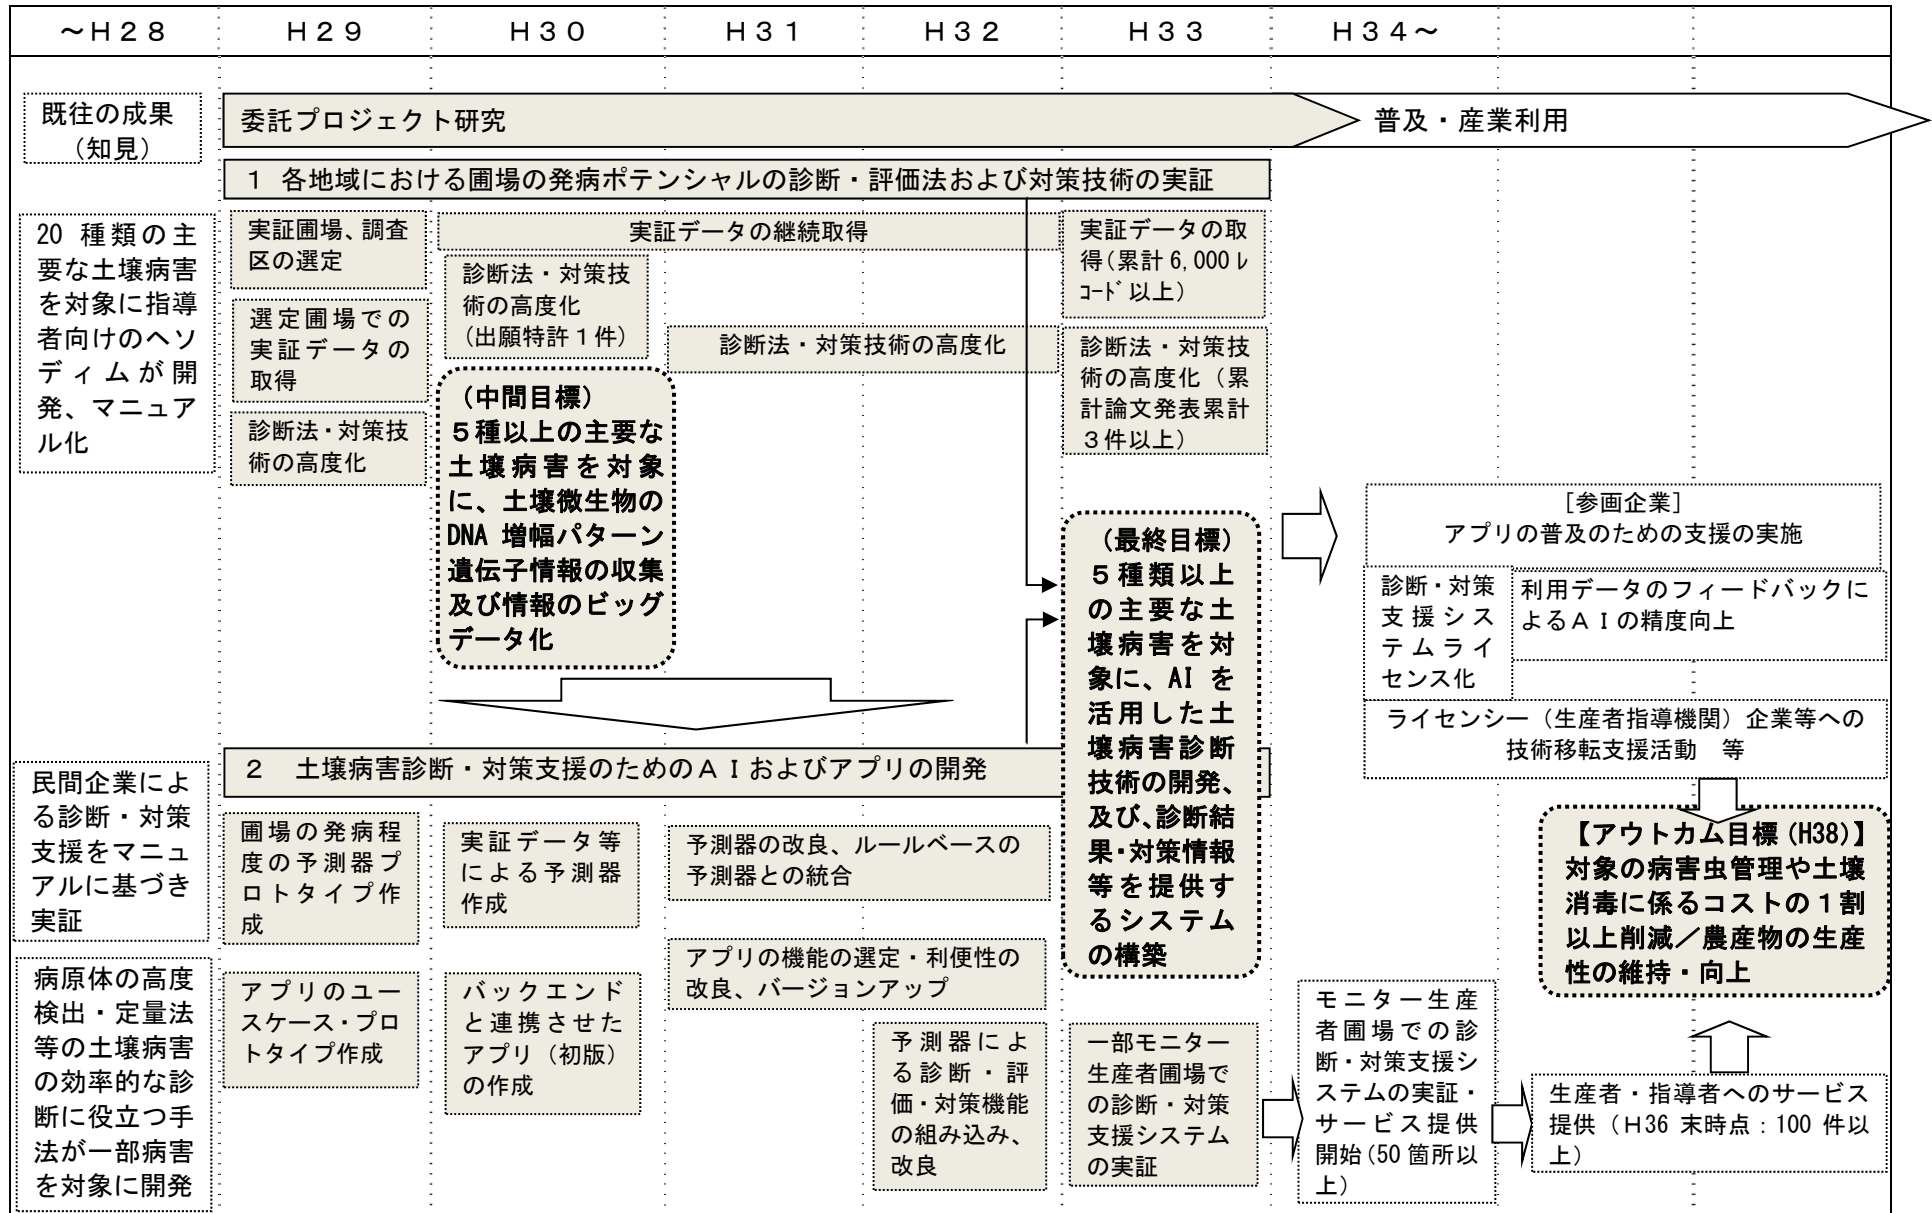 ～Ｈ２８
Ｈ２９
Ｈ３０
Ｈ３１
Ｈ３２
Ｈ３３
Ｈ３４～
既往の成果
（知見）
委託プロジェクト研究
普及・産業利用
１ 各地域における圃場の発病ポテンシャルの診断・評価法および対策技術の実証
20 種類の主
要な土壌病害
を対象に指導
者向けのヘソ
ディムが開
発、マニュア
ル化
実証圃場、調査
区の選定
選定圃場での
実証データの
取得
診断法・対策技
術の高度化
実証データの継続取得
診断法・対策技
術の高度化
（出願特許１件）
診断法・対策技術の高度化
実証データの取
得（累計 6,000 ﾚ
ｺｰﾄﾞ以上）
診断法・対策技
術の高度化（累
計論文発表累計
３件以上）
（中間目標）
５種以上の主要な
土壌病害を対象
に、土壌微生物の
DNA 増幅パターン
遺伝子情報の収集
及び情報のビッグ
データ化
（最終目標）
５種類以上
の主要な土
壌病害を対
象に、AI を
活用した土
壌病害診断
技術の開発、
及び、診断結
果・対策情報
等を提供す
るシステム
の構築
[参画企業]
アプリの普及のための支援の実施
診断・対策
支援シス
テムライ
センス化
利用データのフィードバックに
よるＡＩの精度向上
ライセンシー（生産者指導機関）企業等への
技術移転支援活動　等
２　土壌病害診断・対策支援のためのＡＩおよびアプリの開発
民間企業によ
る診断・対策
支援をマニュ
アルに基づき
実証
病原体の高度
検出・定量法
等の土壌病害
の効率的な診
断に役立つ手
法が一部病害
を対象に開発
圃場の発病程
度の予測器プ
ロトタイプ作
成
アプリのユー
スケース・プロ
トタイプ作成
実証データ等
による予測器
作成
バックエンド
と連携させた
アプリ（初版）
の作成
予測器の改良、ルールベースの
予測器との統合
アプリの機能の選定・利便性の
改良、バージョンアップ
予測器によ
る診断・評
価・対策機能
の組み込み、
改良
一部モニター
生産者圃場で
の診断・対策
支援システム
の実証
モニター生産
者圃場での診
断・対策支援シ
ステムの実証・
サービス提供
開始（50 箇所以
上）
【アウトカム目標（H38）】
対象の病害虫管理や土壌
消毒に係るコストの１割
以上削減／農産物の生産
性の維持・向上
生産者・指導者へのサービス
提供（Ｈ36 末時点：100 件以
上）